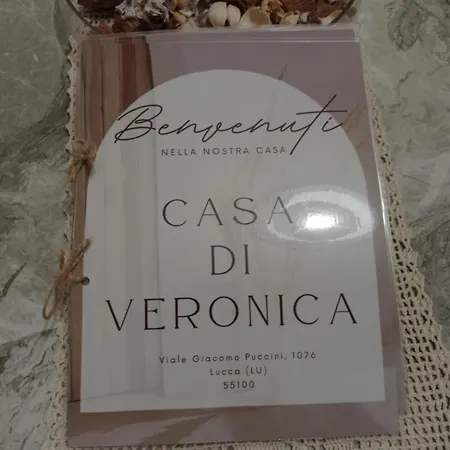 Benvenuti
NELLA NOSTRA CASA
CASA
DI
VERONICA
Viale Giacomo Puccini, 1076
Lucca (LU)
55100